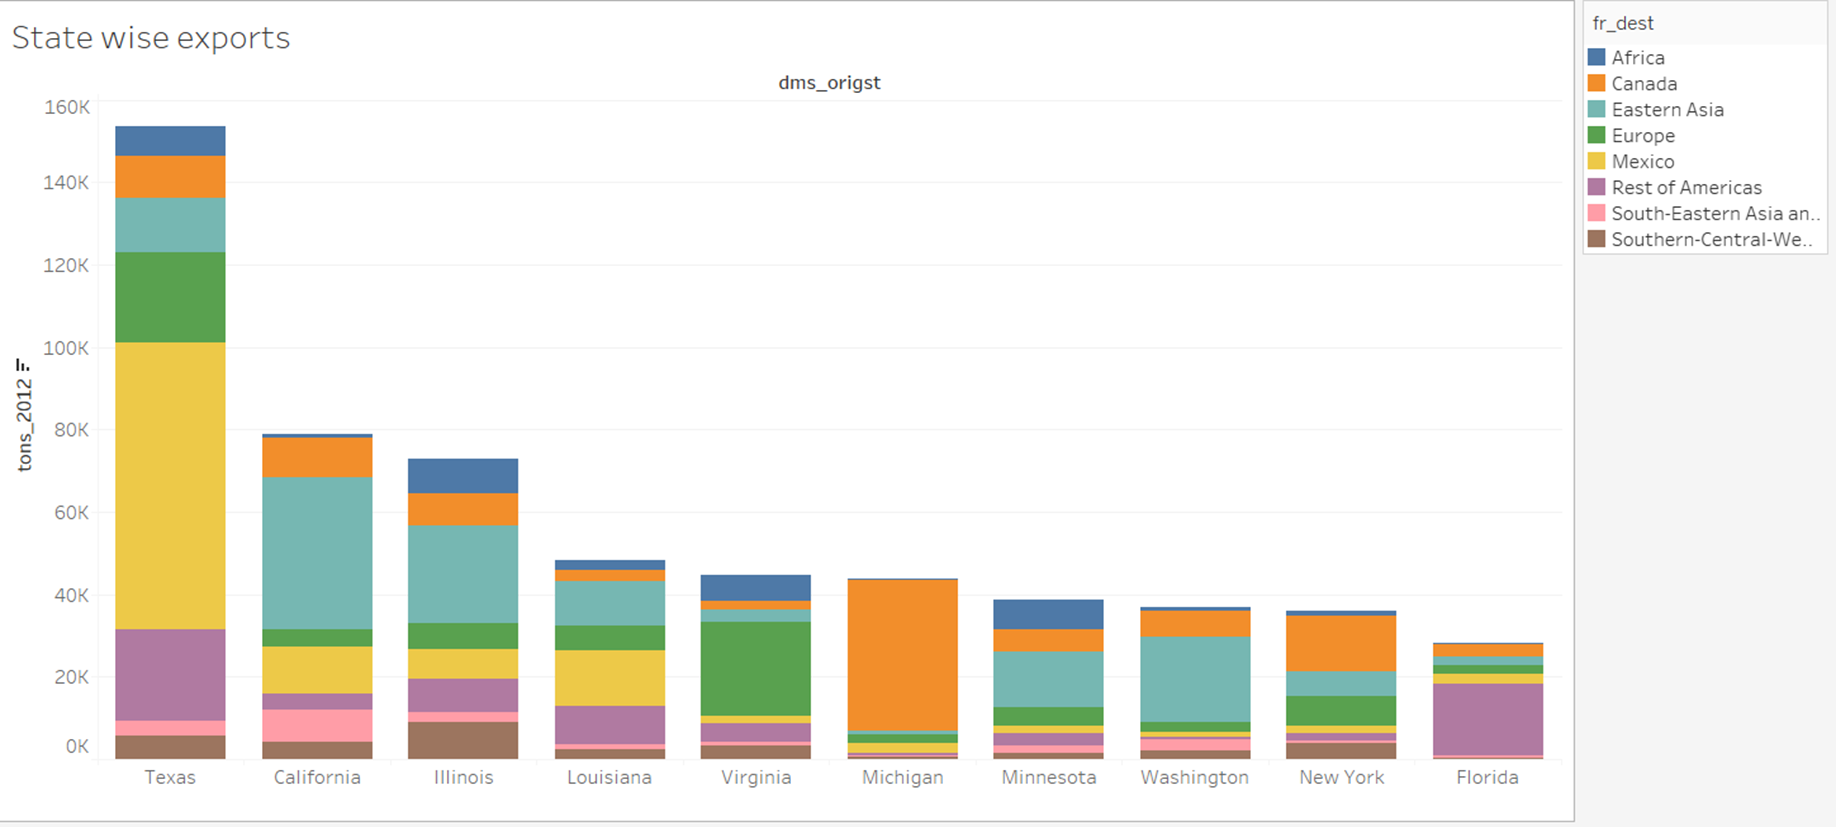 State wise exports
dms_origst
160K
140K
120K
100K
80K
60K
40K
20K
0K
tons_2012
Texas
California
Illinois
Louisiana
Virginia
Michigan
Minnesota
Washington
New York
Florida
fr_dest
Africa
Canada
Eastern Asia
Europe
Mexico
Rest of Americas
South-Eastern Asia an..
Southern-Central-We..